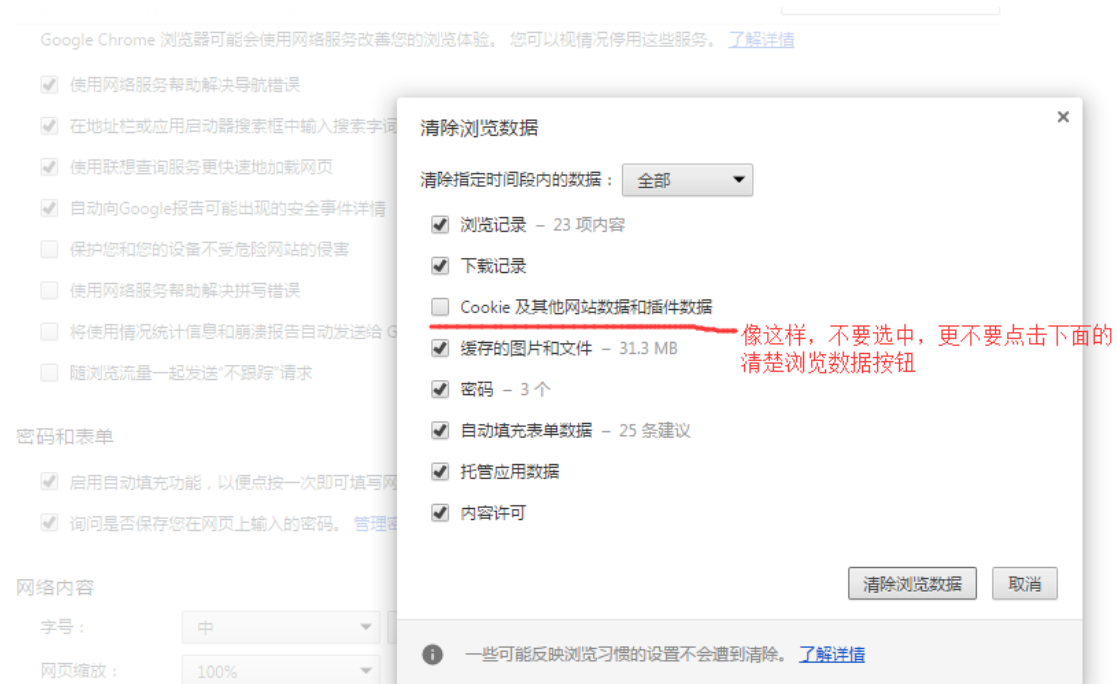 Google Chrome 浏览器可能会使用网络服务改善您的浏览体验。 您可以视情况停用这些服务。 了解详情
使用网络服务帮助解决导航错误
在地址栏或应用启动器搜索框中输入搜索字词
使用联想查询服务更快速地加载网页
自动向Google报告可能出现的安全事件详情
保护您和您的设备不受危险网站的侵害
使用网络服务帮助解决拼写错误
将使用情况统计信息和崩溃报告自动发送给 G
随浏览流量一起发送“不跟踪”请求
密码和表单
启用自动填充功能，以便点按一次即可填写网
询问是否保存您在网页上输入的密码。 管理密
网络内容
字号： 中
网页缩放： 100%
清除浏览数据
清除指定时间段内的数据： 全部
浏览记录 – 23 项内容
下载记录
Cookie 及其他网站数据和插件数据
像这样，不要选中，更不要点击下面的
清楚浏览数据按钮
缓存的图片和文件 – 31.3 MB
密码 – 3 个
自动填充表单数据 – 25 条建议
托管应用数据
内容许可
清除浏览数据 取消
一些可能反映浏览习惯的设置不会遭到清除。 了解详情